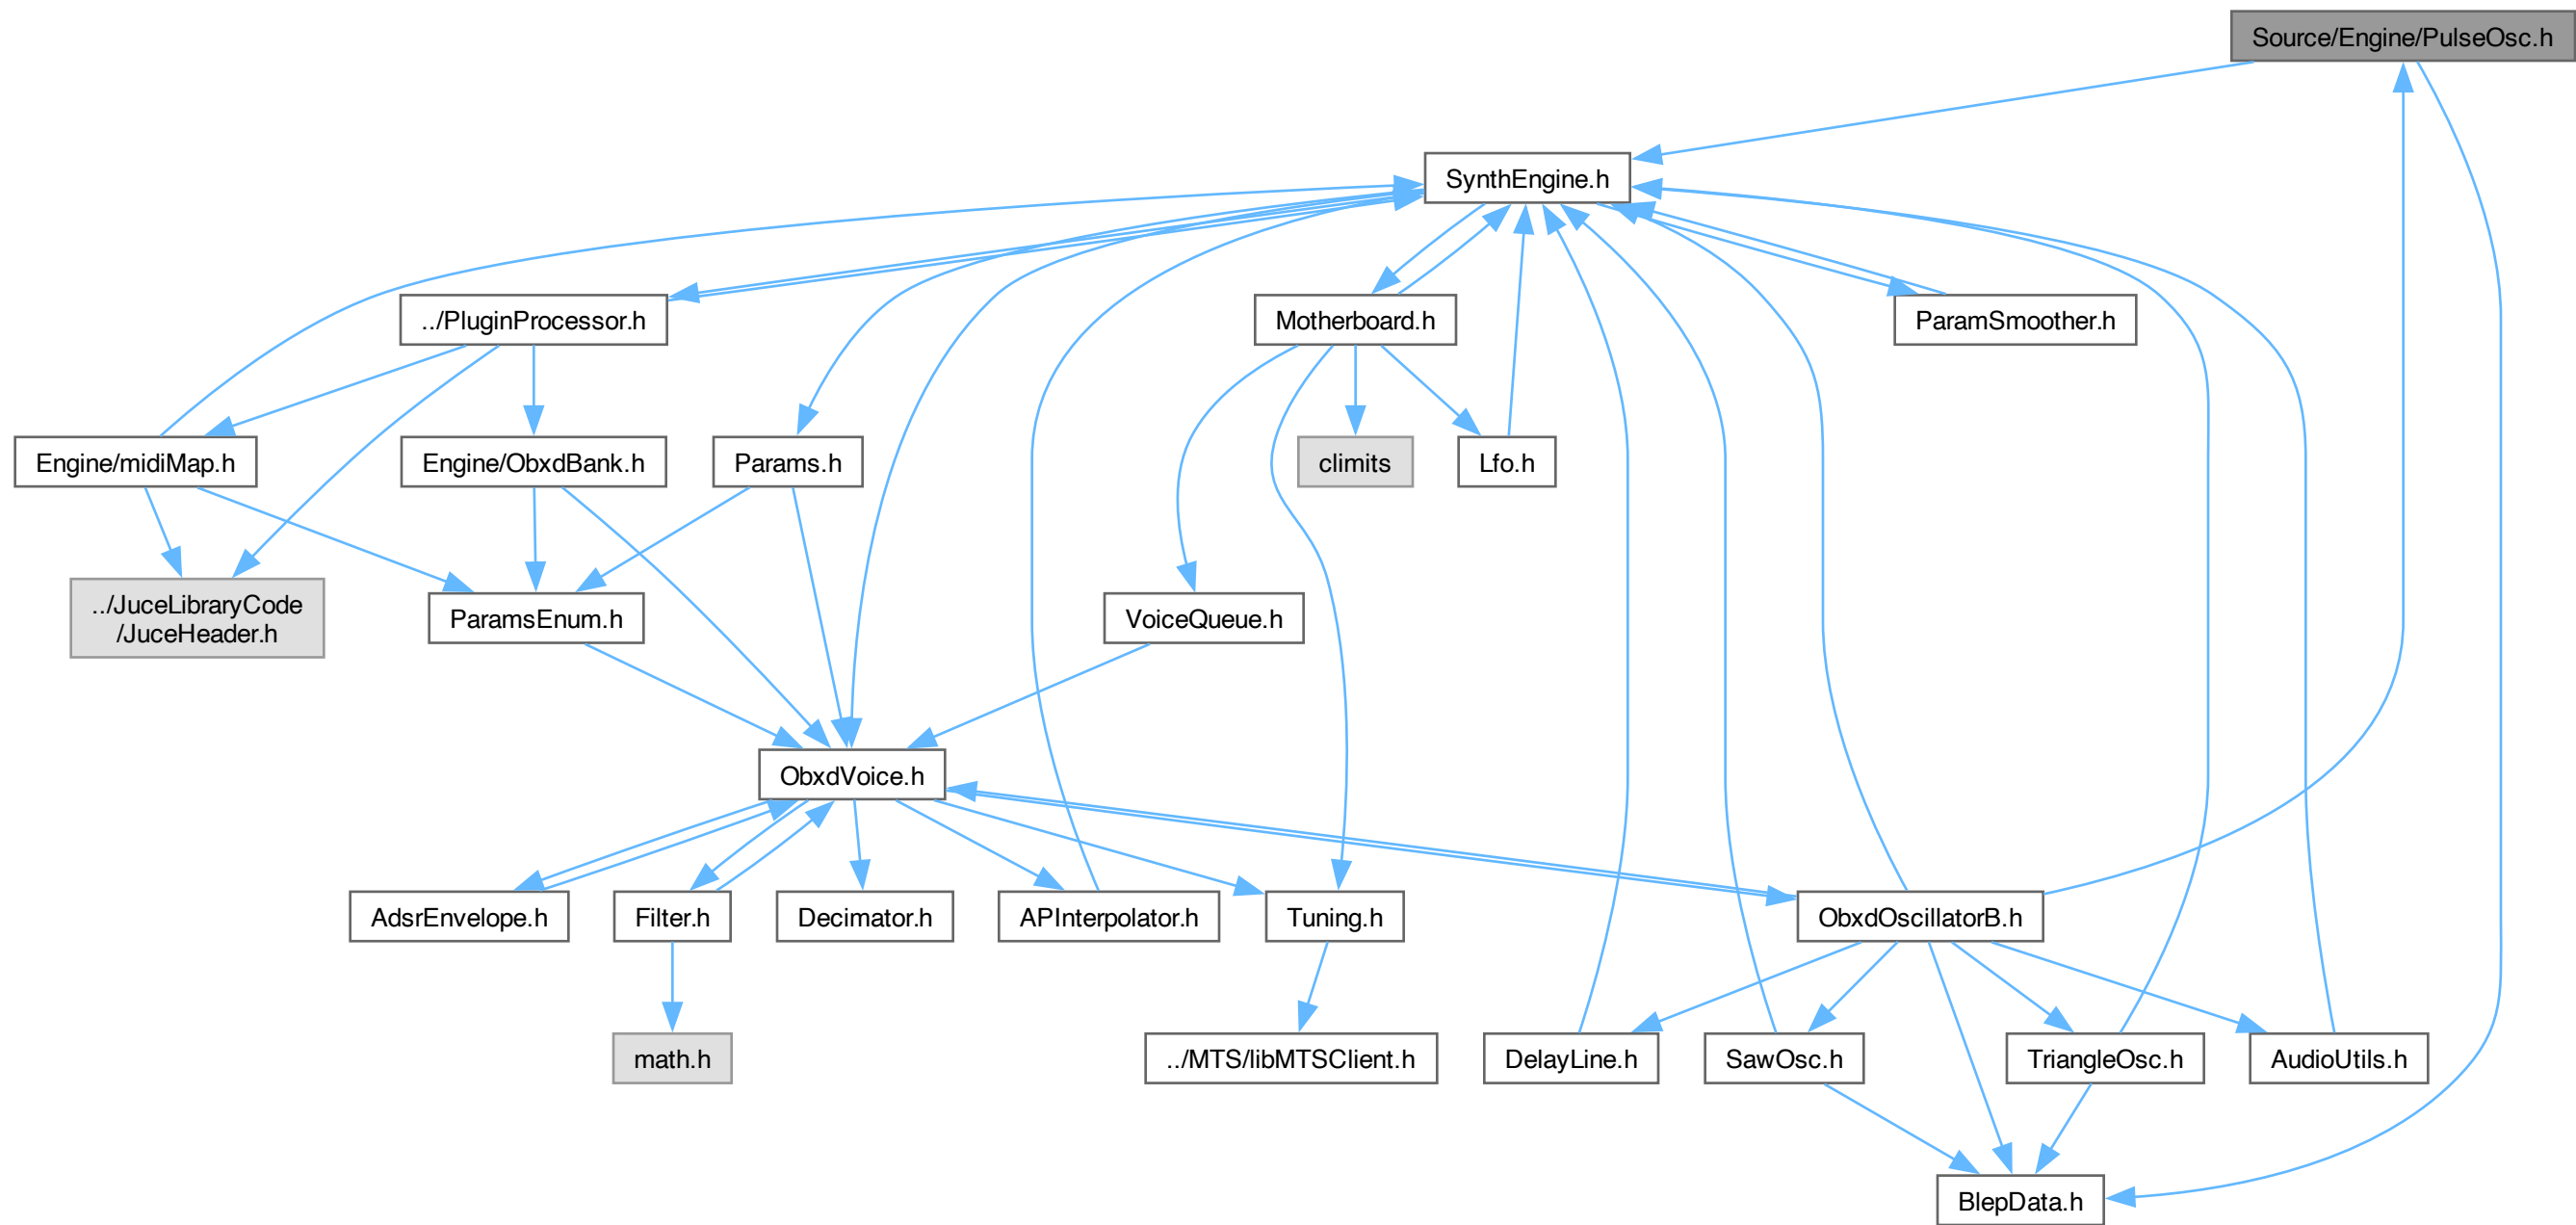 Source/Engine/PulseOsc.h
SynthEngine.h
../PluginProcessor.h
Motherboard.h
ParamSmoother.h
Engine/midiMap.h
Engine/ObxdBank.h
Params.h
climits
Lfo.h
../JuceLibraryCode
/JuceHeader.h
ParamsEnum.h
VoiceQueue.h
ObxdVoice.h
AdsrEnvelope.h
Filter.h
Decimator.h
APInterpolator.h
Tuning.h
ObxdOscillatorB.h
math.h
../MTS/libMTSClient.h
DelayLine.h
SawOsc.h
TriangleOsc.h
AudioUtils.h
BlepData.h